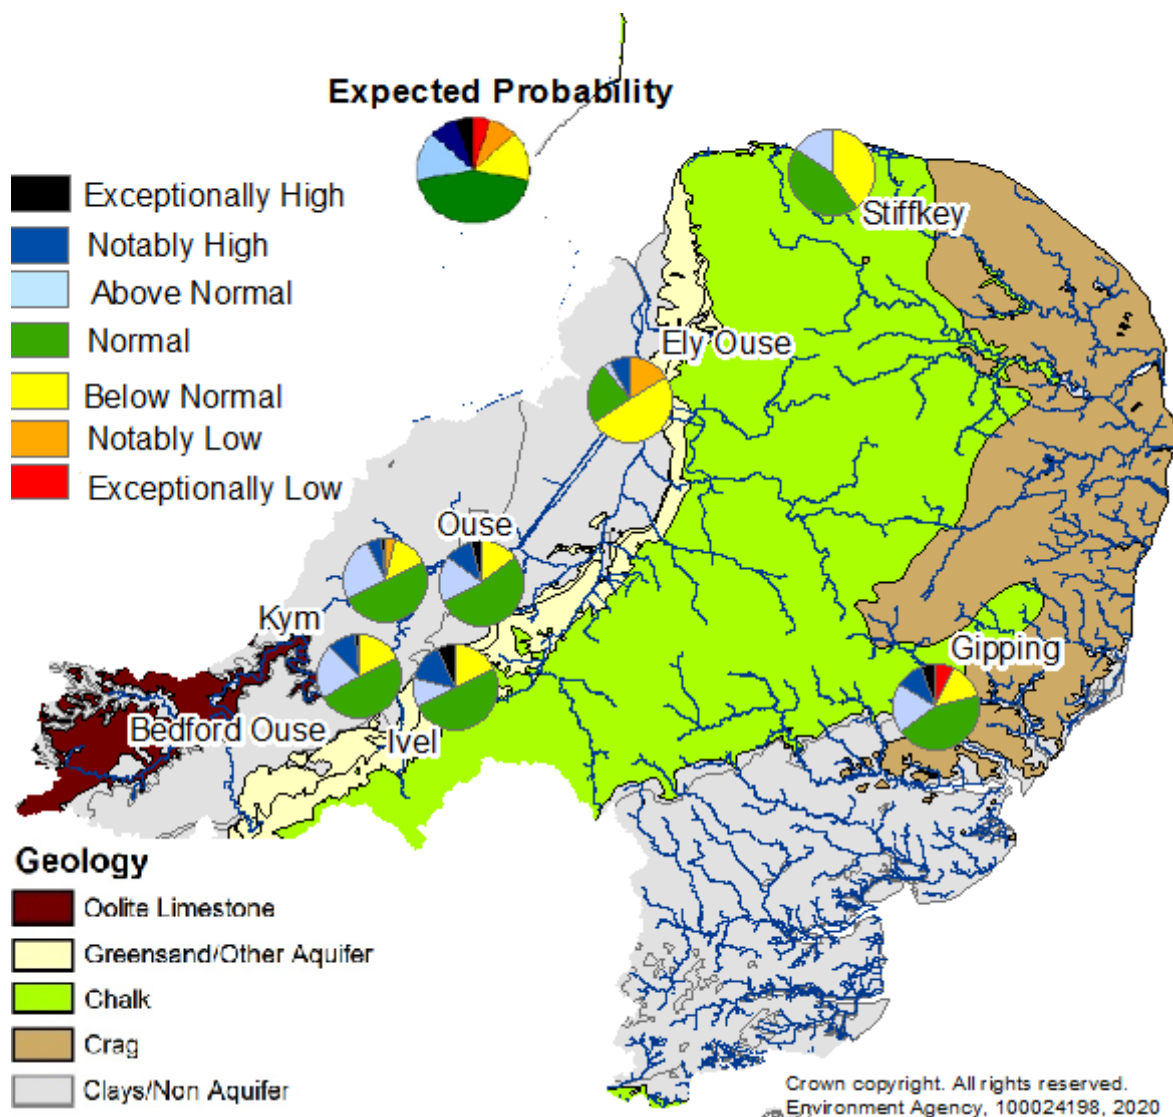 Expected Probability
Exceptionally High
Notably High
Above Normal
Normal
Below Normal
Notably Low
Exceptionally Low
Stiffkey
Ely Ouse
Ouse
Kym
Gipping
Bedford Ouse
Ivel
Geology
Oolite Limestone
Greensand/Other Aquifer
Chalk
Crag
Clays/Non Aquifer
Crown copyright. All rights reserved.
Environment Agency, 100024198, 2020